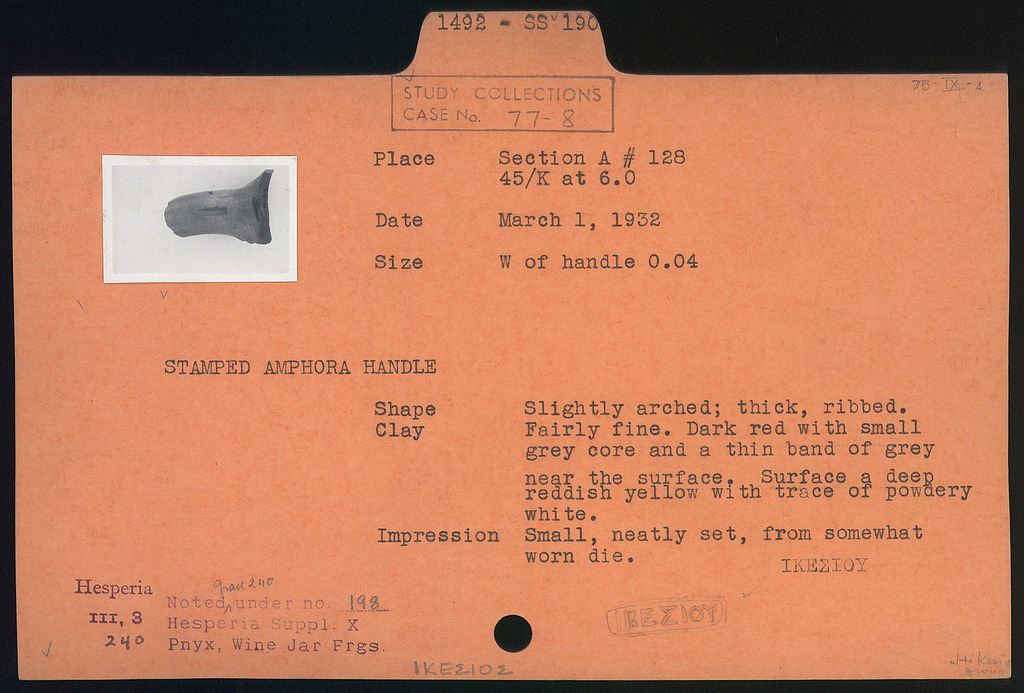 1492 - SS 190
75-IX-4
STUDY COLLECTIONS
CASE No. 77-8
Place Section A # 128
45/K at 6.0
Date March 1, 1932
Size W of handle 0.04
STAMPED AMPHORA HANDLE
Shape Slightly arched; thick, ribbed.
Clay Fairly fine. Dark red with small
grey core and a thin band of grey
near the surface. Surface a deep
reddish yellow with trace of powdery
white.
Impression Small, neatly set, from somewhat
worn die.
ΙΚΕΣΙΟΥ
Hesperia
III, 3
240
Grace 240
Noted under no. 198
Hesperia Suppl. X
Pnyx, Wine Jar Frgs.
ΙΚΕΣΙΟΥ
ΙΚΕΣΙΟΣ
group